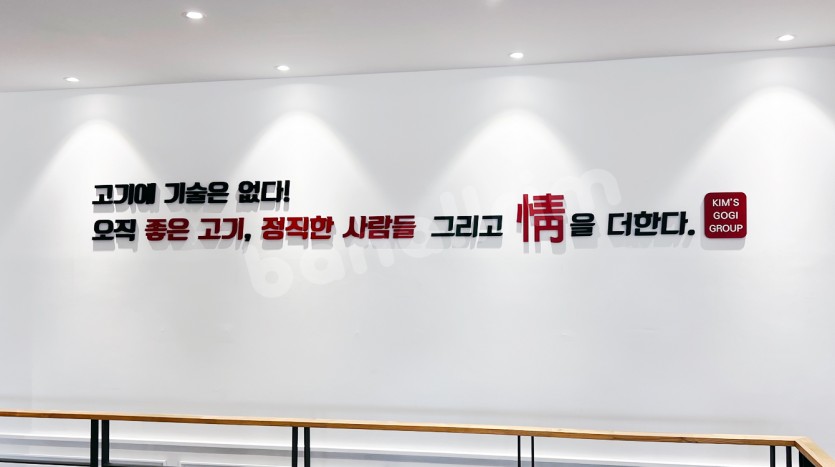 고기에 기술은 없다!
오직 좋은 고기, 정직한 사람들 그리고 情을 더한다.
KIM'S
GOGI
GROUP